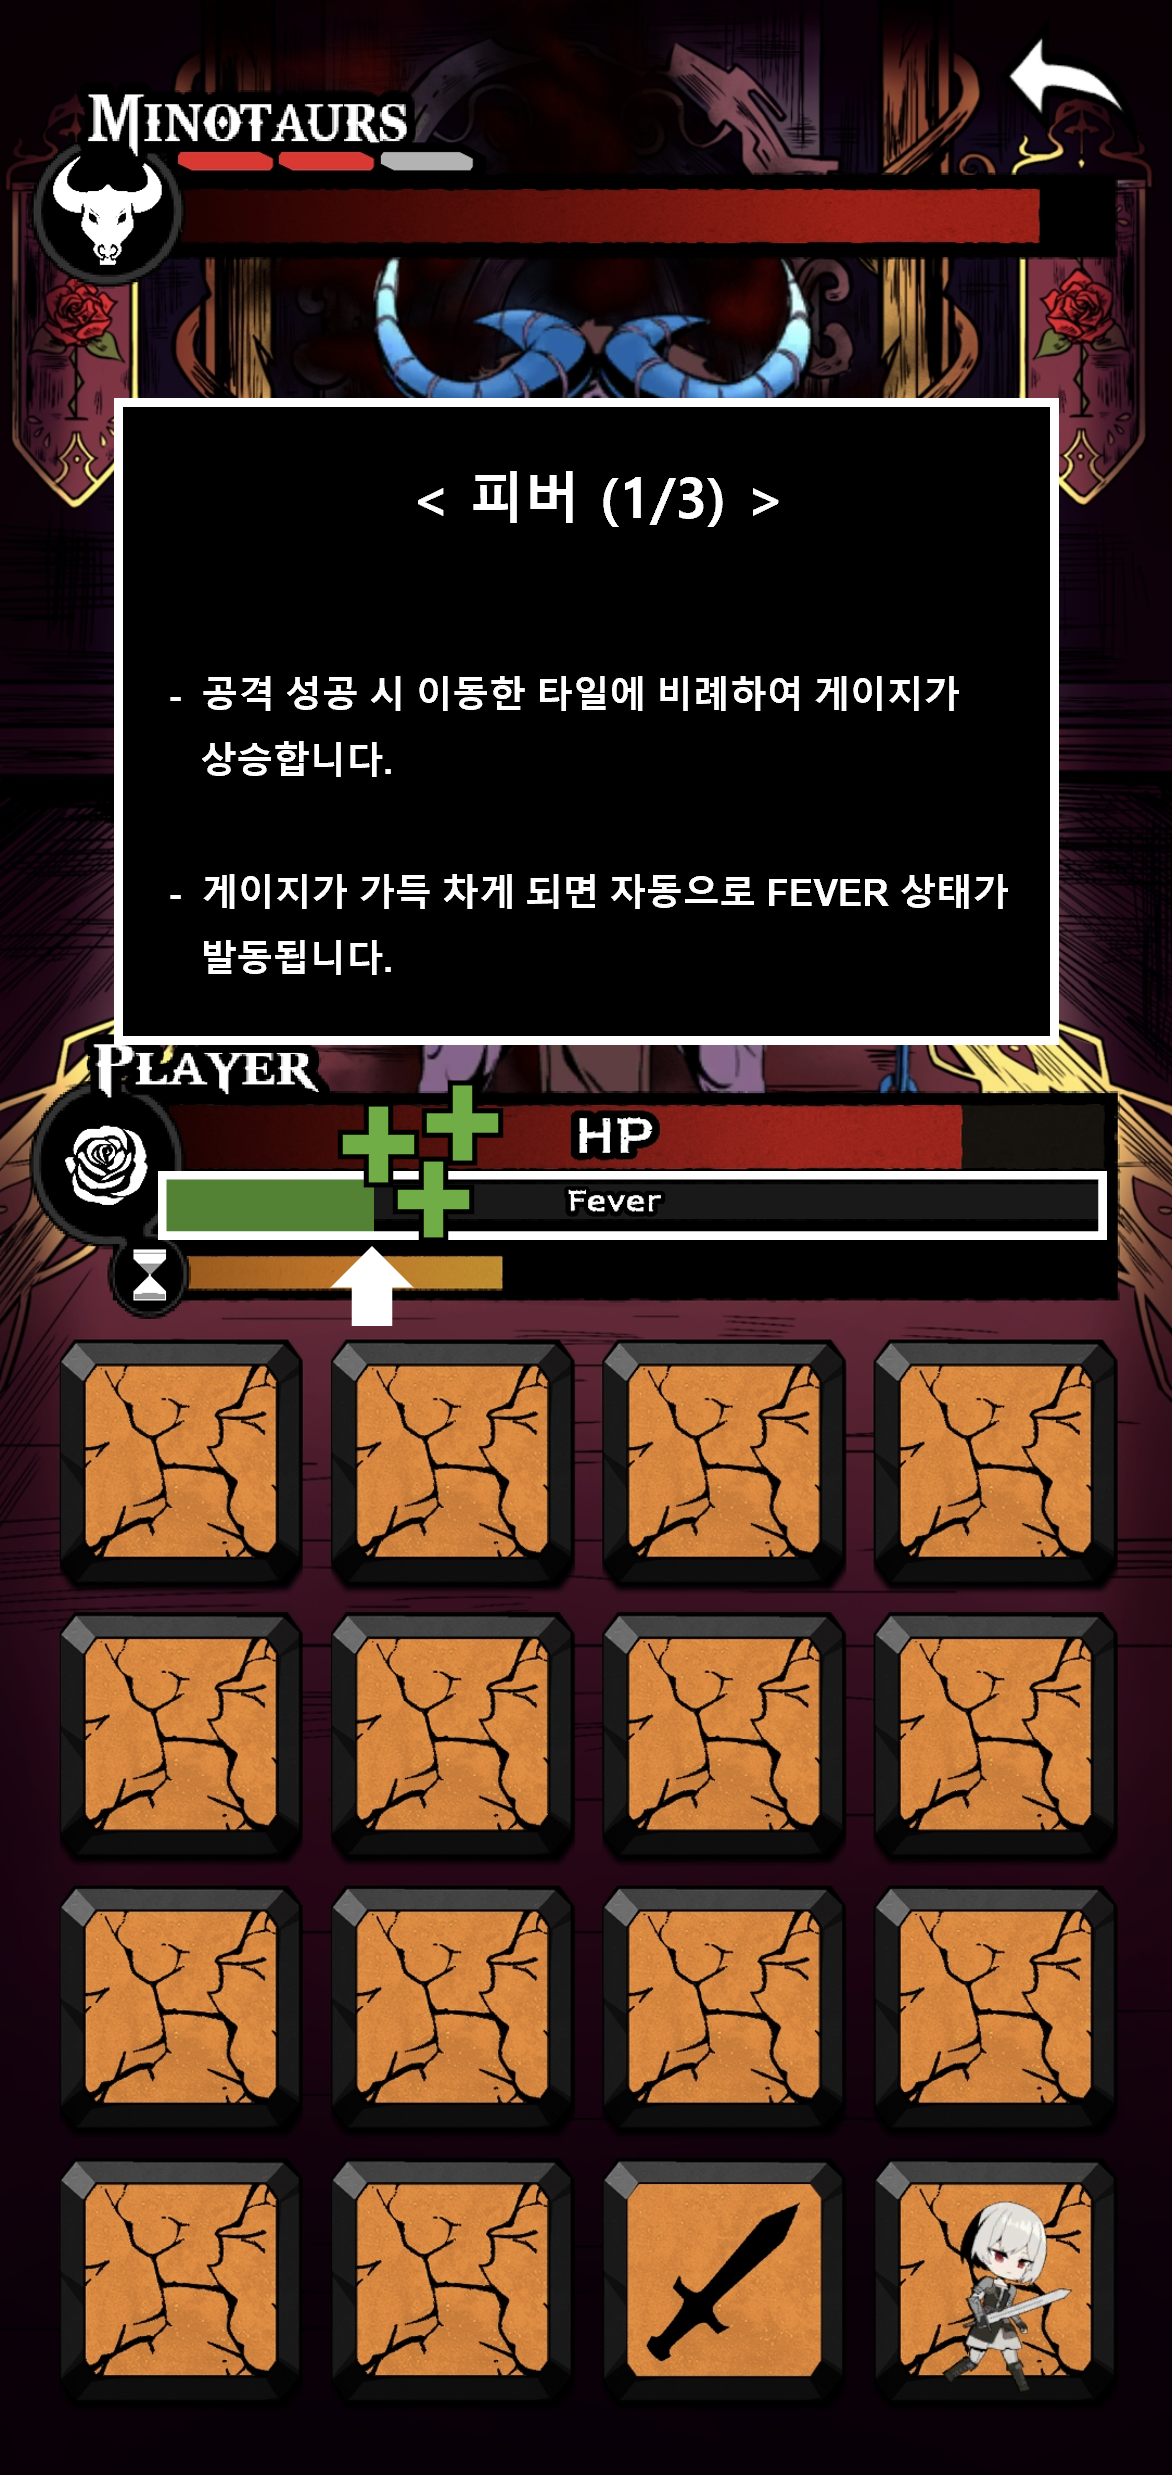 MINOTAURS
< 피버 (1/3) >
- 공격 성공 시 이동한 타일에 비례하여 게이지가
상승합니다.
- 게이지가 가득 차게 되면 자동으로 FEVER 상태가
발동됩니다.
PLAYER
HP
Fever